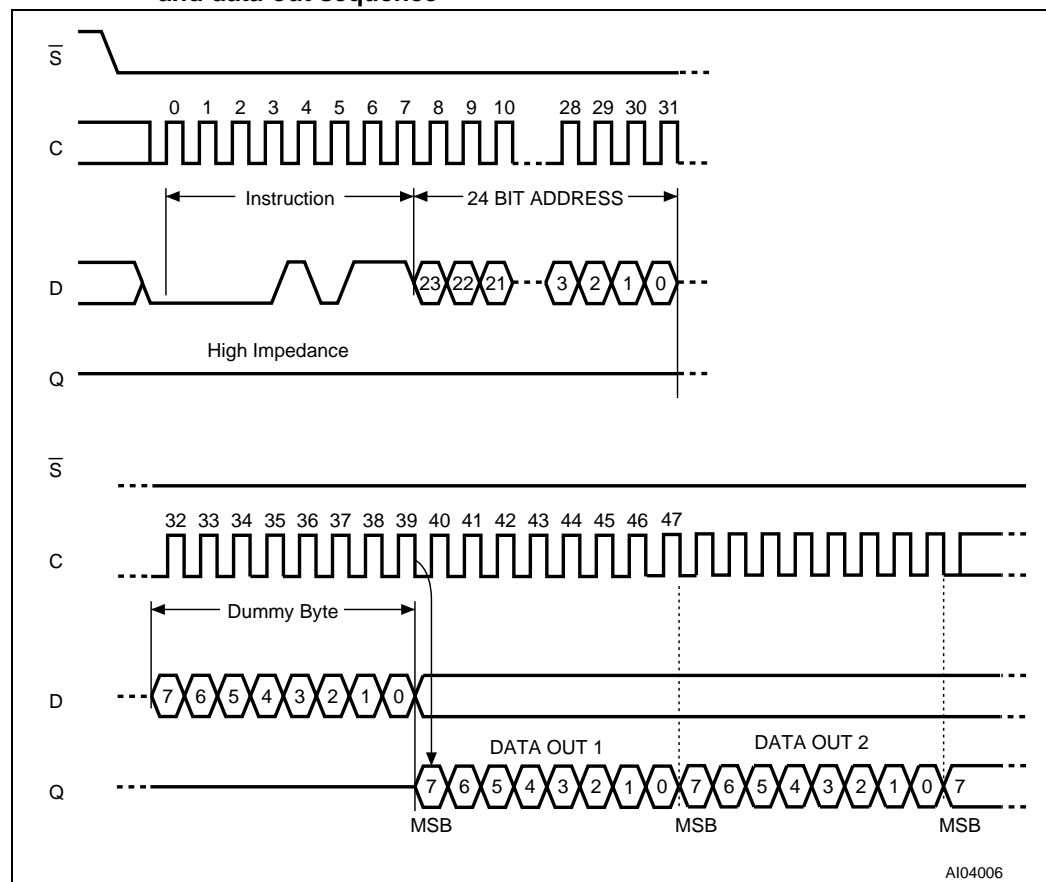 and data-out sequence
S
0 1 2 3 4 5 6 7 8 9 10 28 29 30 31
C
Instruction 24 BIT ADDRESS
D 23 22 21 3 2 1 0
High Impedance
Q
S
32 33 34 35 36 37 38 39 40 41 42 43 44 45 46 47
C
Dummy Byte
D 7 6 5 4 3 2 1 0
DATA OUT 1 DATA OUT 2
Q 7 6 5 4 3 2 1 0 7 6 5 4 3 2 1 0 7
MSB MSB MSB
AI04006